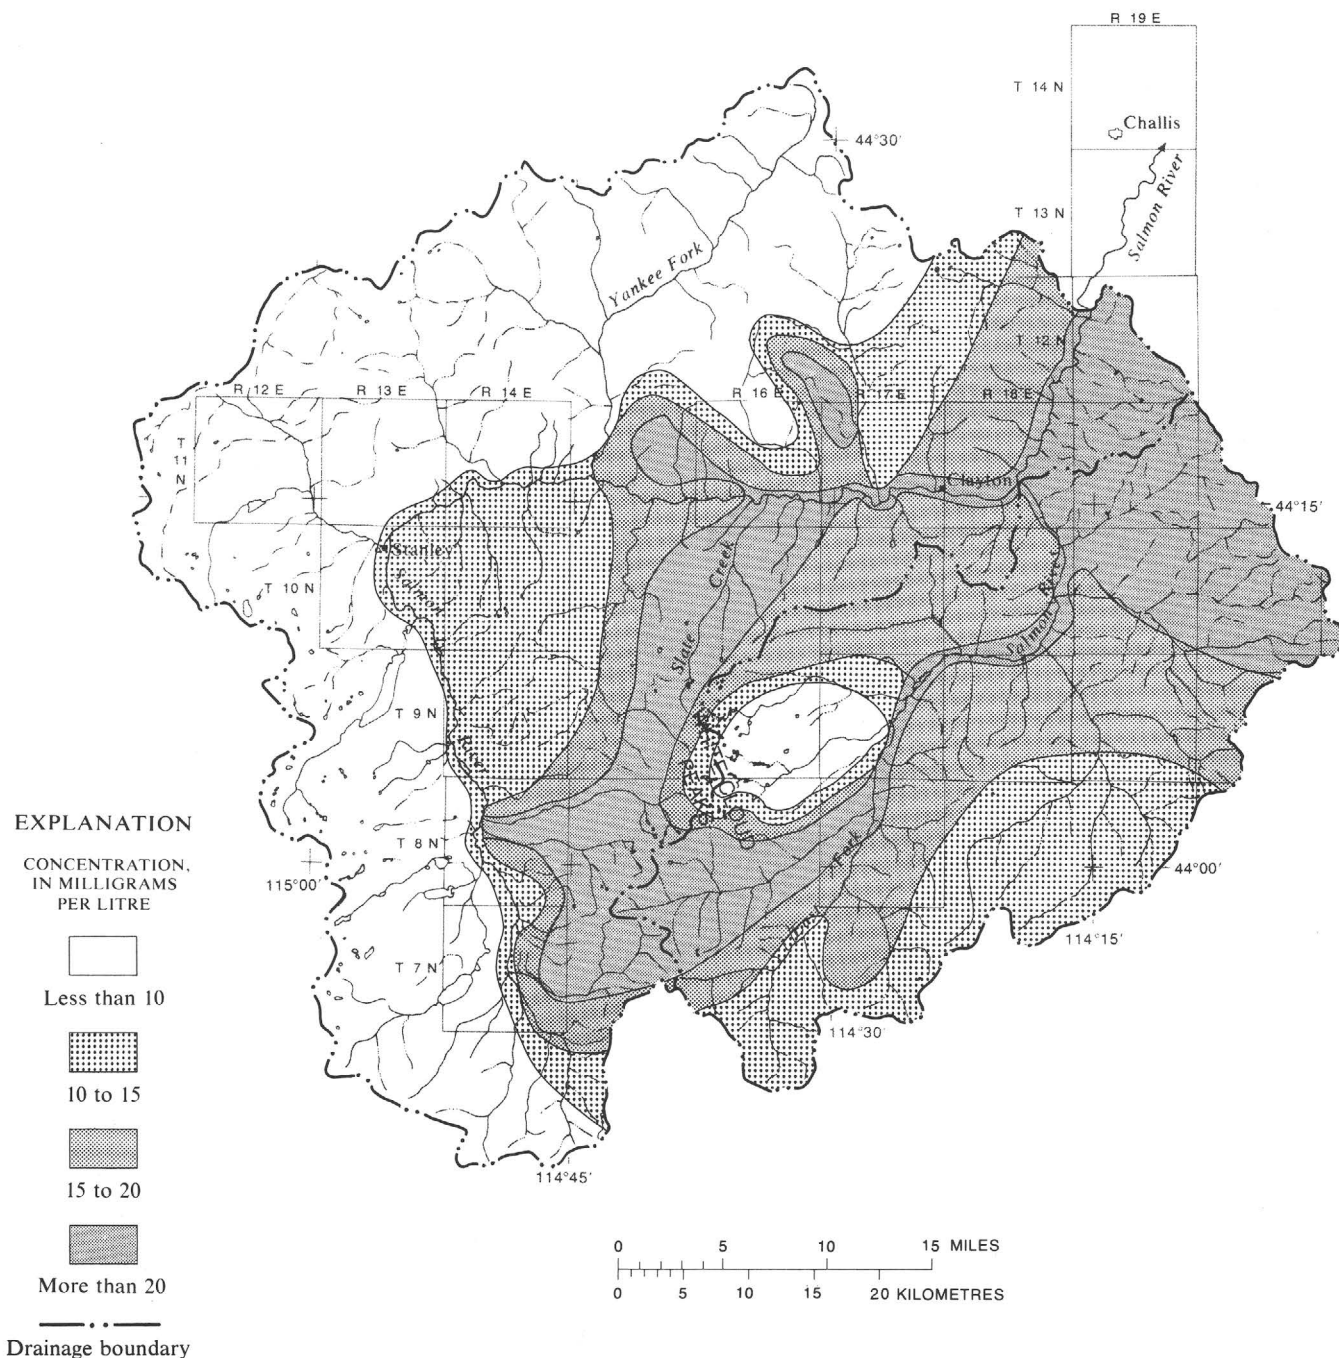 R 19 E
T 14 N
Challis
44°30'
T 13 N
Salmon River
Yankee Fork
T 12 N
R 12 E
R 13 E
R 14 E
R 16 E
R 17 E
R 18 E
T
11
N
Clayton
44°15'
Stanley
Creek
Salmon
T 10 N
Slate
Salmon River
T 9 N
River
WHITE CLOUD
PEAKS
T 8 N
Fork
115°00'
44°00'
114°15'
T 7 N
114°30'
114°45'
EXPLANATION
CONCENTRATION,
IN MILLIGRAMS
PER LITRE
Less than 10
10 to 15
15 to 20
More than 20
Drainage boundary
0 5 10 15 MILES
0 5 10 15 20 KILOMETRES